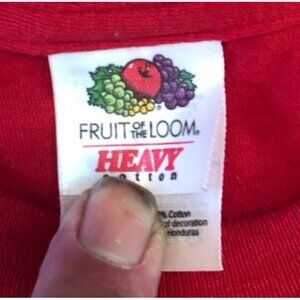 FRUIT OF THE LOOM®
HEAVY
cotton
% Cotton
of decoration
Honduras